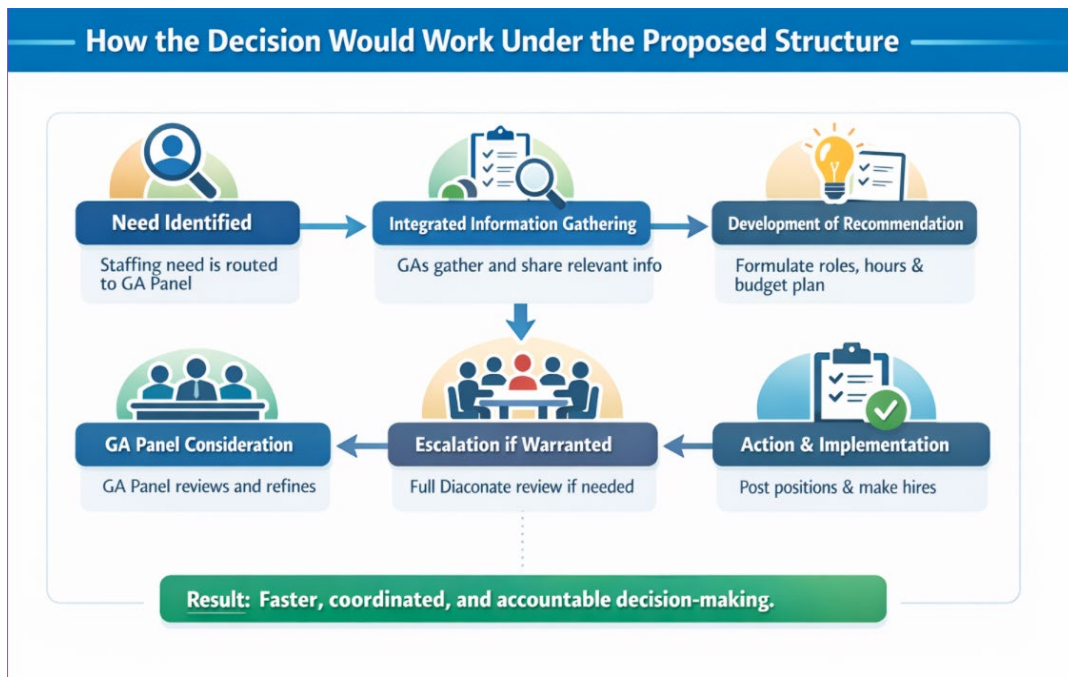 How the Decision Would Work Under the Proposed Structure
Need Identified
Staffing need is routed
to GA Panel
Integrated Information Gathering
GAs gather and share relevant info
Development of Recommendation
Formulate roles, hours &
budget plan
GA Panel Consideration
GA Panel reviews and refines
Escalation if Warranted
Full Diaconate review if needed
Action & Implementation
Post positions & make hires
Result: Faster, coordinated, and accountable decision-making.